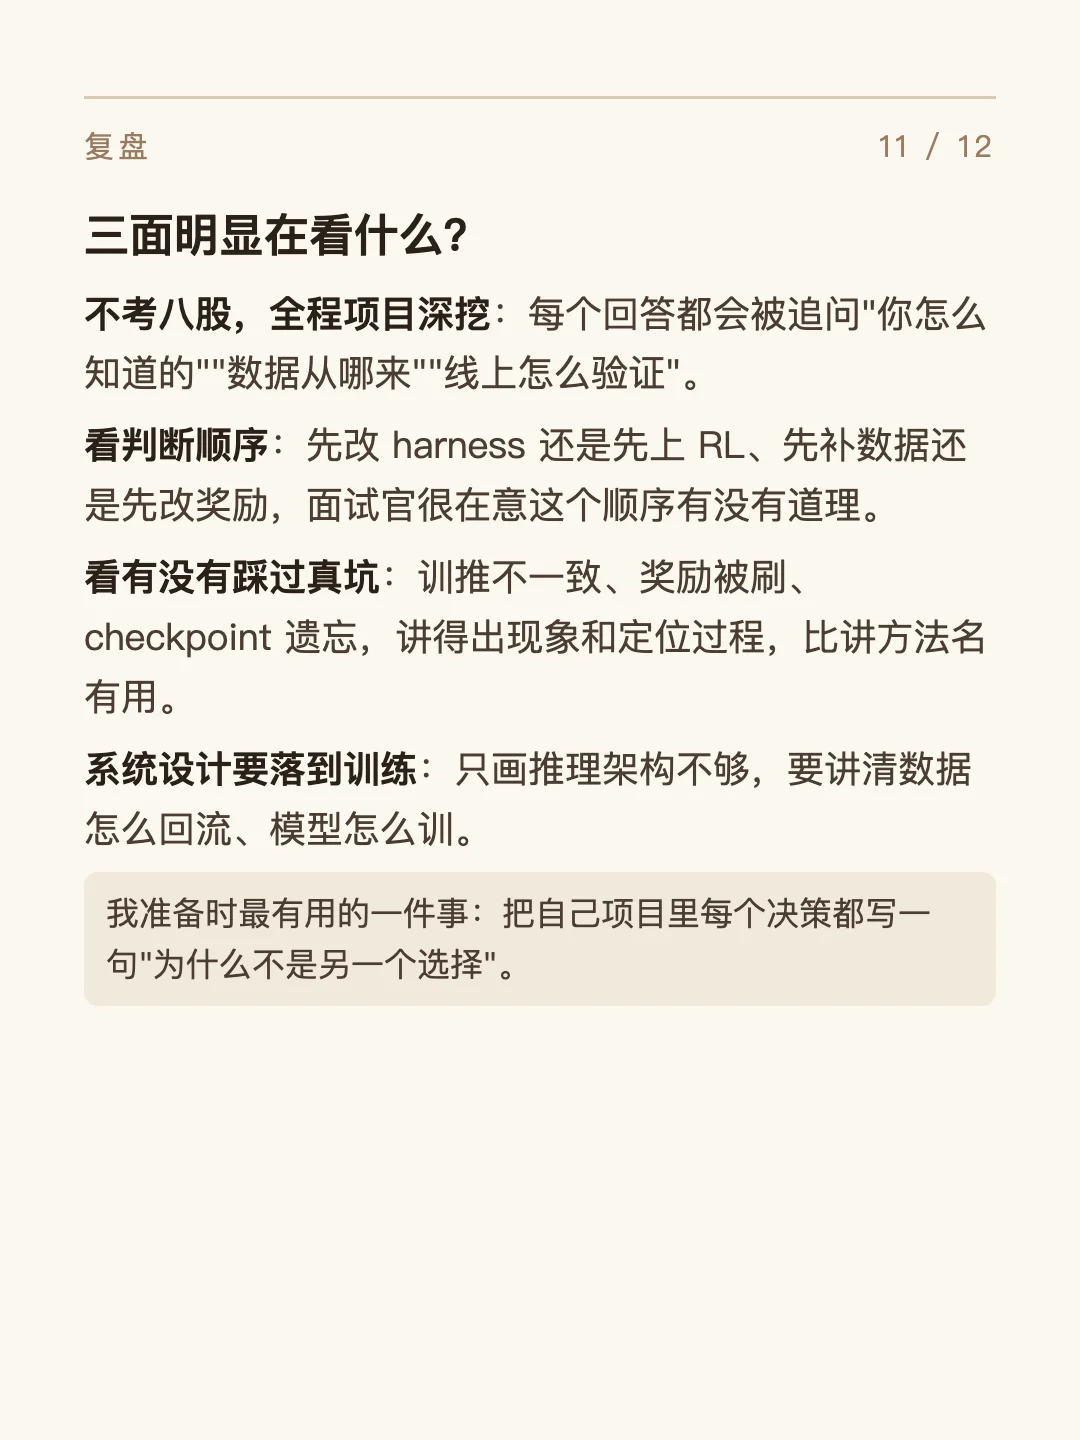 复盘
11 / 12
三面明显在看什么？
不考八股，全程项目深挖：每个回答都会被追问"你怎么
知道的""数据从哪来""线上怎么验证"。
看判断顺序：先改 harness 还是先上 RL、先补数据还
是先改奖励，面试官很在意这个顺序有没有道理。
看有没有踩过真坑：训推不一致、奖励被刷、
checkpoint 遗忘，讲得出现象和定位过程，比讲方法名
有用。
系统设计要落到训练：只画推理架构不够，要讲清数据
怎么回流、模型怎么训。
我准备时最有用的一件事：把自己项目里每个决策都写一
句"为什么不是另一个选择"。